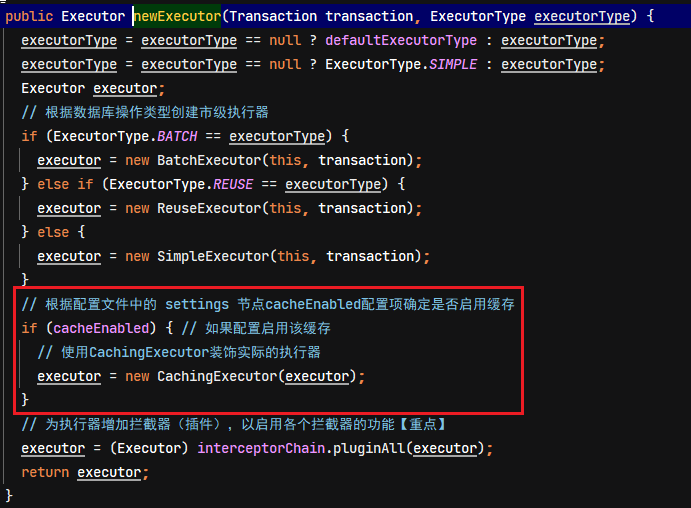 public Executor newExecutor(Transaction transaction, ExecutorType executorType) {
executorType = executorType == null ? defaultExecutorType : executorType;
executorType = executorType == null ? ExecutorType.SIMPLE : executorType;
Executor executor;
// 根据数据库操作类型创建市级执行器
if (ExecutorType.BATCH == executorType) {
executor = new BatchExecutor(this, transaction);
} else if (ExecutorType.REUSE == executorType) {
executor = new ReuseExecutor(this, transaction);
} else {
executor = new SimpleExecutor(this, transaction);
}
// 根据配置文件中的 settings 节点cacheEnabled配置项确定是否启用缓存
if (cacheEnabled) { // 如果配置启用该缓存
// 使用CachingExecutor装饰实际的执行器
executor = new CachingExecutor(executor);
}
// 为执行器增加拦截器（插件），以启用各个拦截器的功能【重点】
executor = (Executor) interceptorChain.pluginAll(executor);
return executor;
}